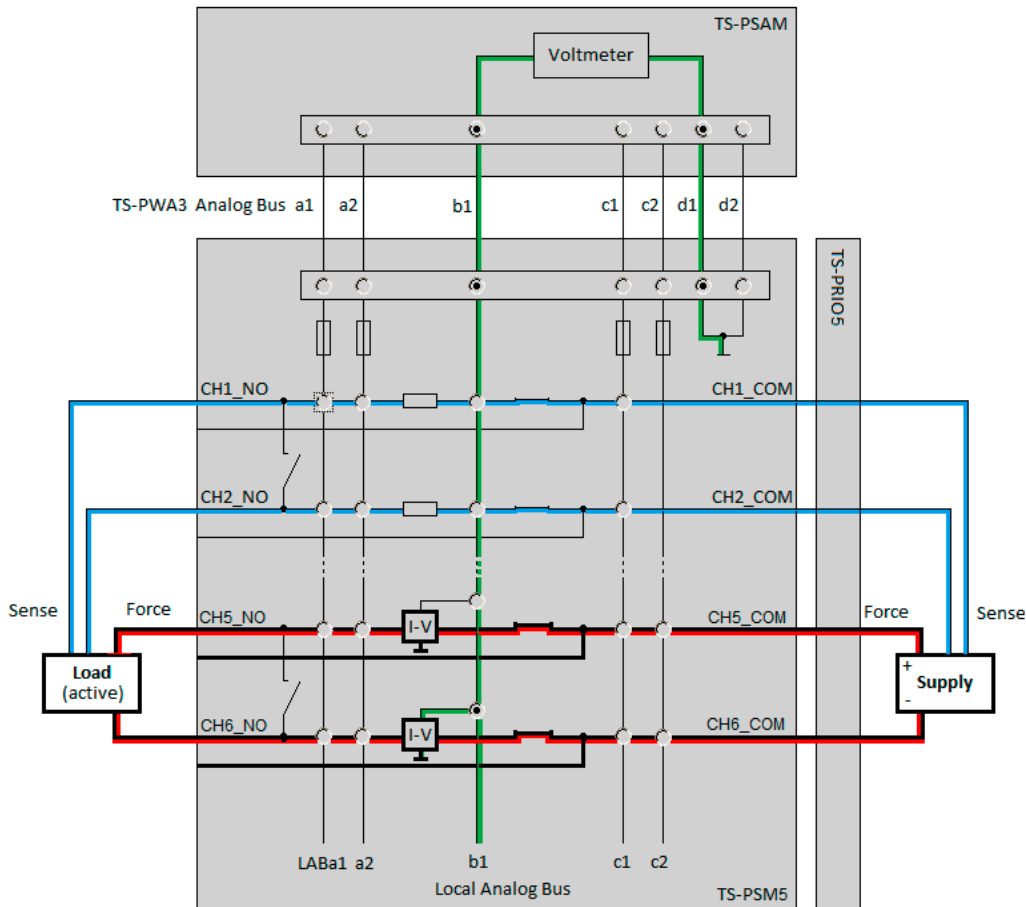 TS-PSAM
Voltmeter
TS-PWA3 Analog Bus a1 a2 b1 c1 c2 d1 d2
TS-PRIO5
CH1_NO CH1_COM
CH2_NO CH2_COM
Sense Force CH5_NO I-V CH5_COM Force Sense
Load
(active)
+
Supply
-
CH6_NO I-V CH6_COM
LABa1 a2 b1 c1 c2
Local Analog Bus
TS-PSM5